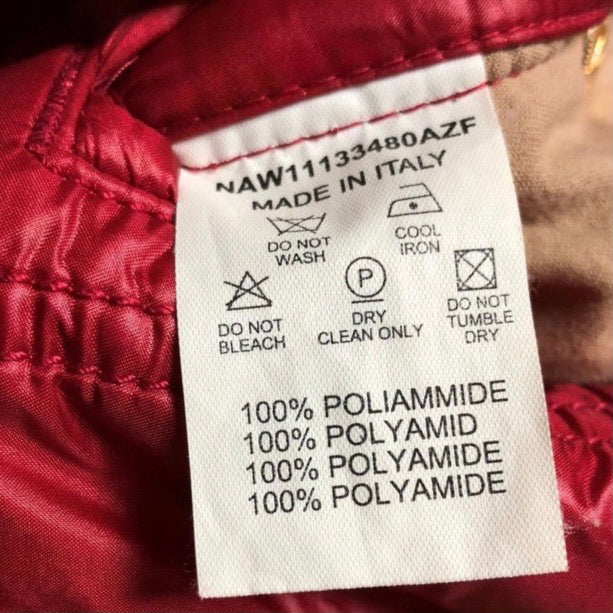 NAW11133480AZF
MADE IN ITALY
DO NOT
WASH
COOL
IRON
DO NOT
BLEACH
P
DRY
CLEAN ONLY
DO NOT
TUMBLE
DRY
100% POLIAMMIDE
100% POLYAMID
100% POLYAMIDE
100% POLYAMIDE